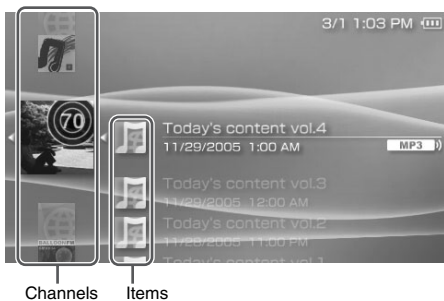 3/1 1:03 PM
70
Today's content vol.4
11/29/2005 1:00 AM
MP3
Today's content vol.3
11/29/2005 12:00 AM
BALLOON FM
Today's content vol.2
11/28/2005 11:00 PM
Today's content vol.1
Channels Items